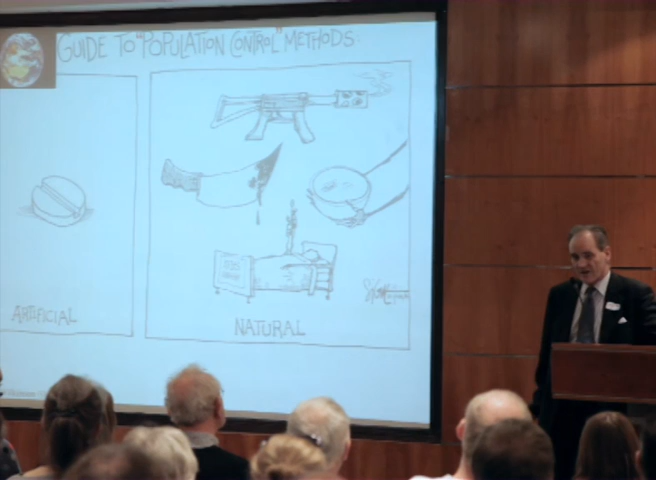 GUIDE TO "POPULATION CONTROL" METHODS:
ARTIFICIAL
NATURAL